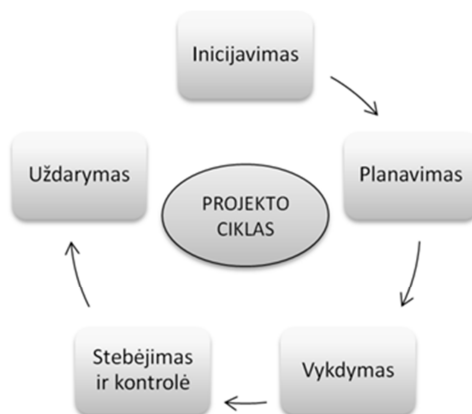 Inicijavimas
Planavimas
Vykdymas
Stebėjimas
ir kontrolė
Uždarymas
PROJEKTO
CIKLAS